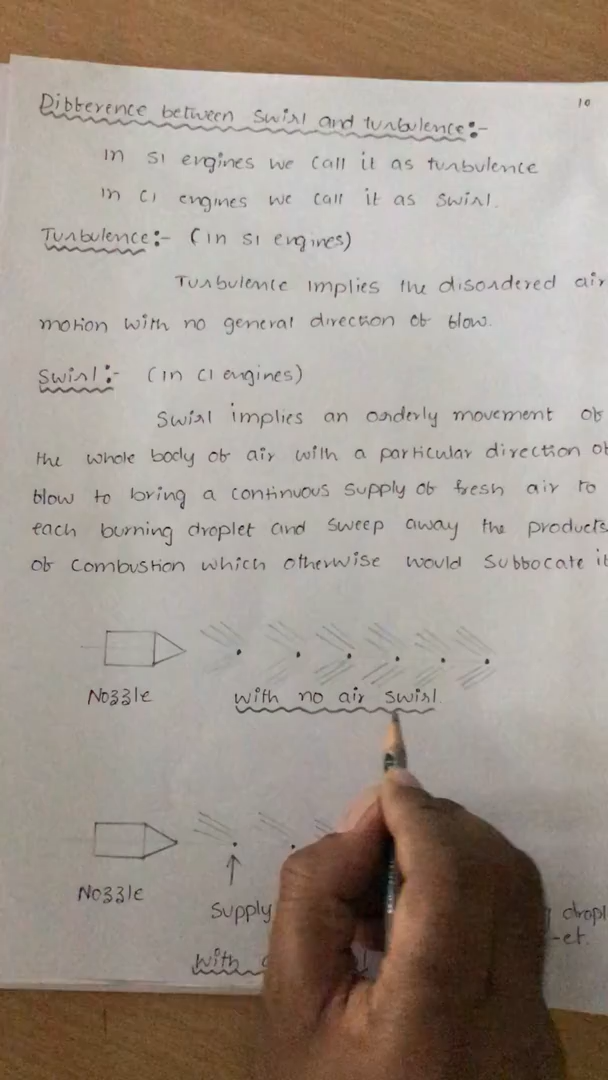 10
Difference between swirl and turbulence:-
In SI engines we call it as turbulence
In CI engines we call it as swirl.
Turbulence:- (In SI engines)
Turbulence implies the disordered air
motion with no general direction of flow.
Swirl:- (In CI engines)
Swirl implies an orderly movement of
the whole body of air with a particular direction of
flow to bring a continuous supply of fresh air to
each burning droplet and sweep away the products
of combustion which otherwise would suffocate it
Nozzle
with no air swirl.
Nozzle
Supply
dropl
-et.
With